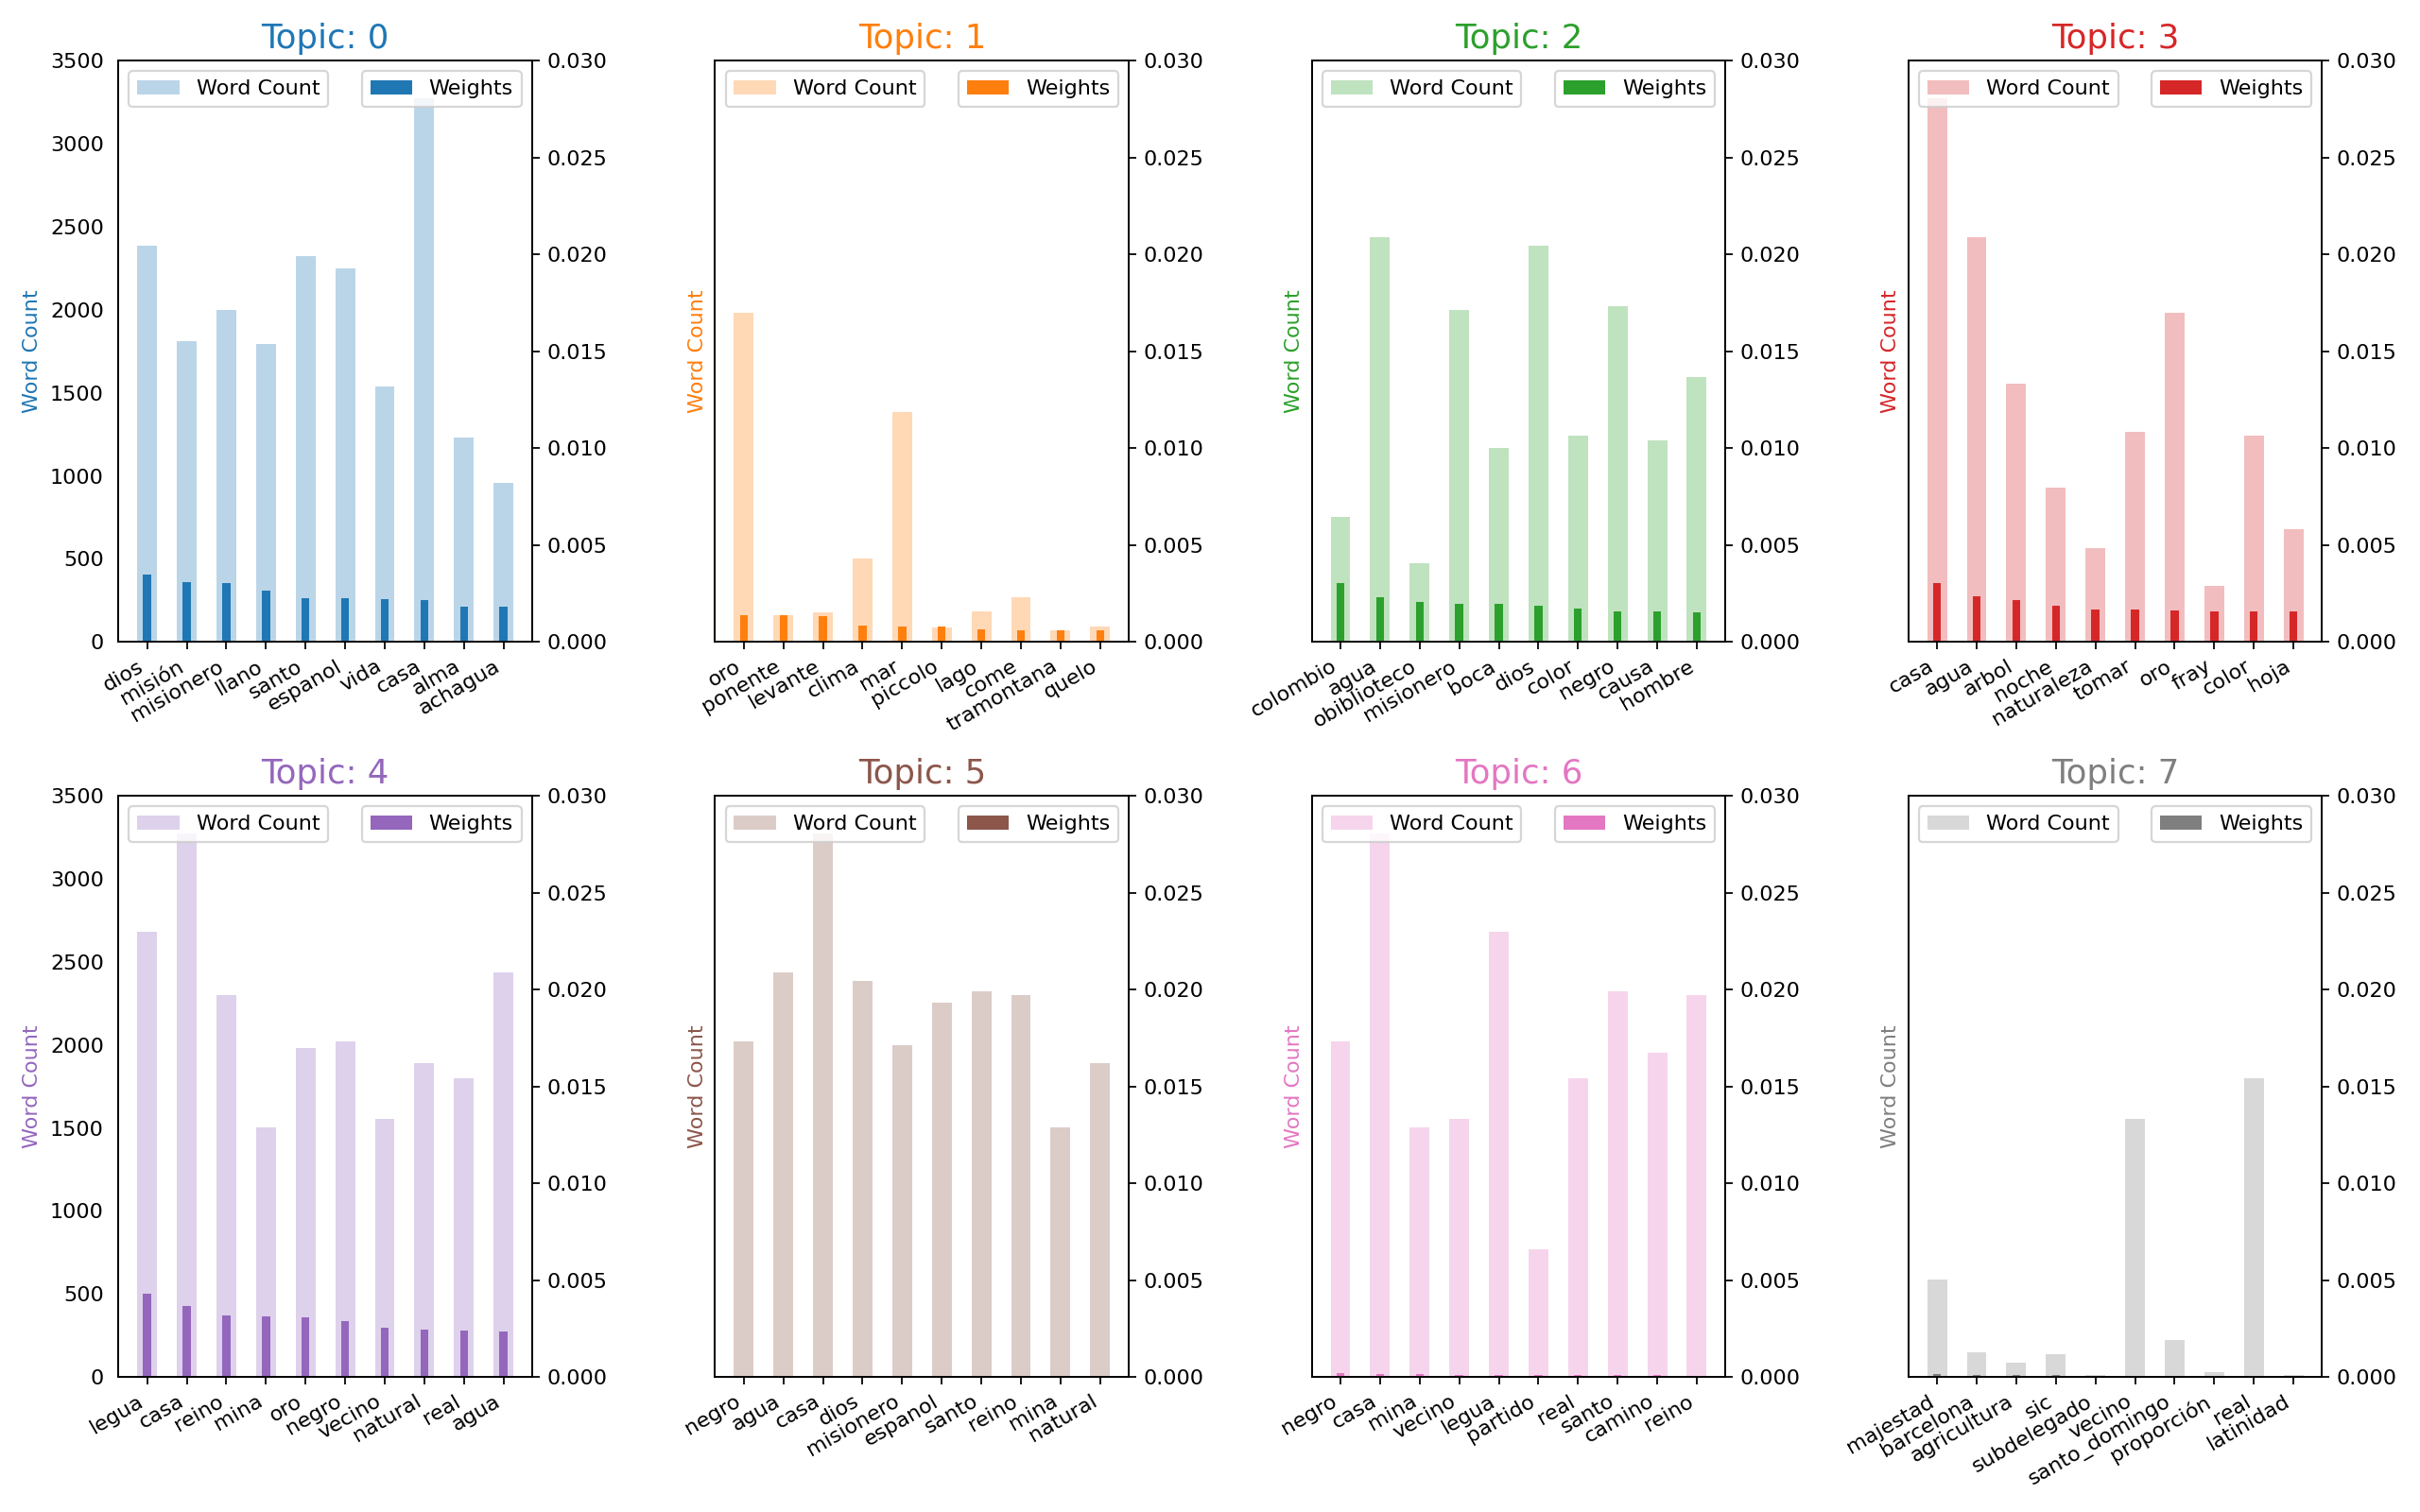 Topic: 0
Word Count
Weights
3500
3000
2500
2000
1500
1000
500
0
0.030
0.025
0.020
0.015
0.010
0.005
0.000
Word Count
dios
misión
misionero
llano
santo
espanol
vida
casa
alma
achagua
Topic: 1
Word Count
Weights
0.030
0.025
0.020
0.015
0.010
0.005
0.000
Word Count
oro
ponente
levante
clima
mar
piccolo
lago
come
tramontana
quelo
Topic: 2
Word Count
Weights
0.030
0.025
0.020
0.015
0.010
0.005
0.000
Word Count
colombio
agua
obiblioteco
misionero
boca
dios
color
negro
causa
hombre
Topic: 3
Word Count
Weights
0.030
0.025
0.020
0.015
0.010
0.005
0.000
Word Count
casa
agua
arbol
noche
naturaleza
tomar
oro
fray
color
hoja
Topic: 4
Word Count
Weights
3500
3000
2500
2000
1500
1000
500
0
0.030
0.025
0.020
0.015
0.010
0.005
0.000
Word Count
legua
casa
reino
mina
oro
negro
vecino
natural
real
agua
Topic: 5
Word Count
Weights
0.030
0.025
0.020
0.015
0.010
0.005
0.000
Word Count
negro
agua
casa
dios
misionero
espanol
santo
reino
mina
natural
Topic: 6
Word Count
Weights
0.030
0.025
0.020
0.015
0.010
0.005
0.000
Word Count
negro
casa
mina
vecino
legua
partido
real
santo
camino
reino
Topic: 7
Word Count
Weights
0.030
0.025
0.020
0.015
0.010
0.005
0.000
Word Count
majestad
barcelona
agricultura
sic
subdelegado
vecino
santo_domingo
proporción
real
latinidad